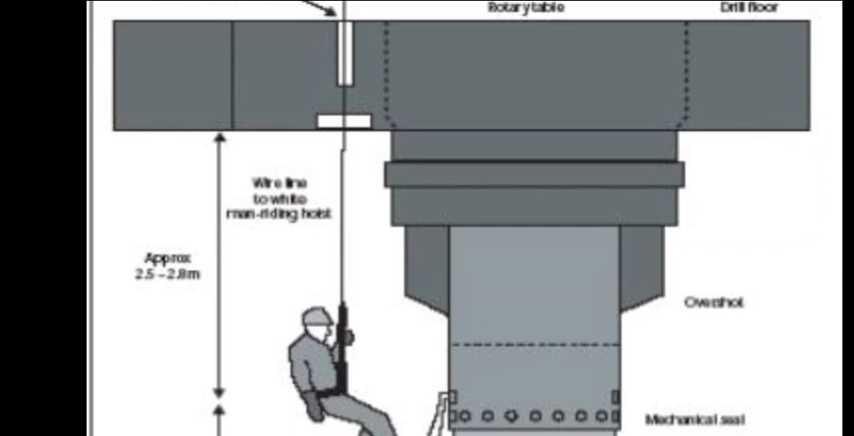 Rotary table
Drill floor
Wire line
to white
man-riding hoist
Approx
2.5 – 2.8m
Overshot
Mechanical seal